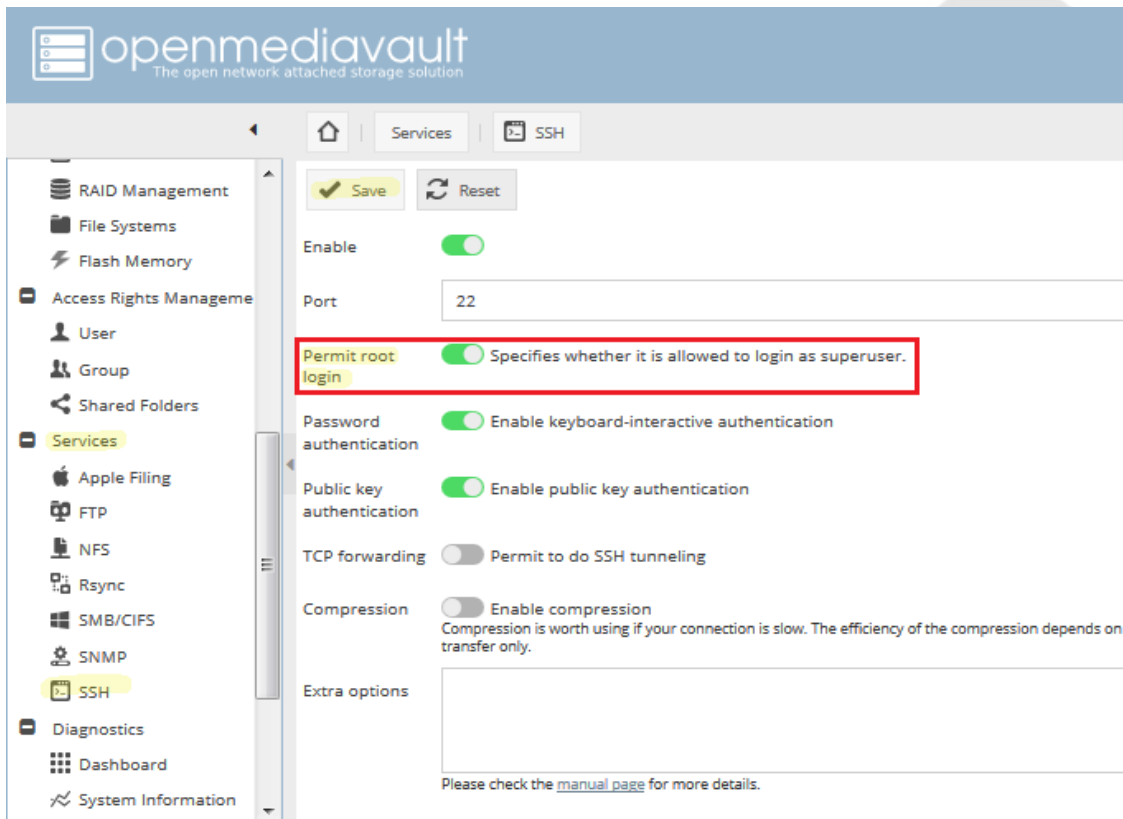 openmediavault
The open network attached storage solution
Services
SSH
RAID Management
File Systems
Flash Memory
Access Rights Manageme
User
Group
Shared Folders
Services
Apple Filing
FTP
NFS
Rsync
SMB/CIFS
SNMP
SSH
Diagnostics
Dashboard
System Information
Save
Reset
Enable
Port
22
Permit root
login
Specifies whether it is allowed to login as superuser.
Password
authentication
Enable keyboard-interactive authentication
Public key
authentication
Enable public key authentication
TCP forwarding
Permit to do SSH tunneling
Compression
Enable compression
Compression is worth using if your connection is slow. The efficiency of the compression depends on
transfer only.
Extra options
Please check the manual page for more details.